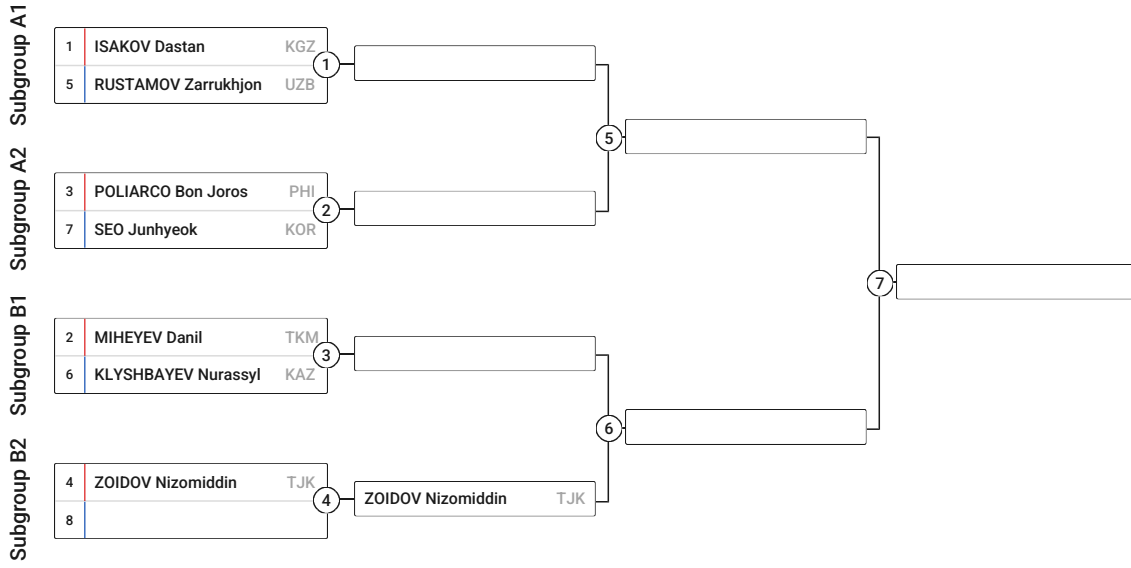 Subgroup A1
1 ISAKOV Dastan KGZ
5 RUSTAMOV Zarrukhjon UZB
1
5
Subgroup A2
3 POLIARCO Bon Joros PHI
7 SEO Junhyeok KOR
2
7
Subgroup B1
2 MIHEYEV Danil TKM
6 KLYSHBAYEV Nurassyl KAZ
3
6
Subgroup B2
4 ZOIDOV Nizomiddin TJK
8
4
ZOIDOV Nizomiddin TJK